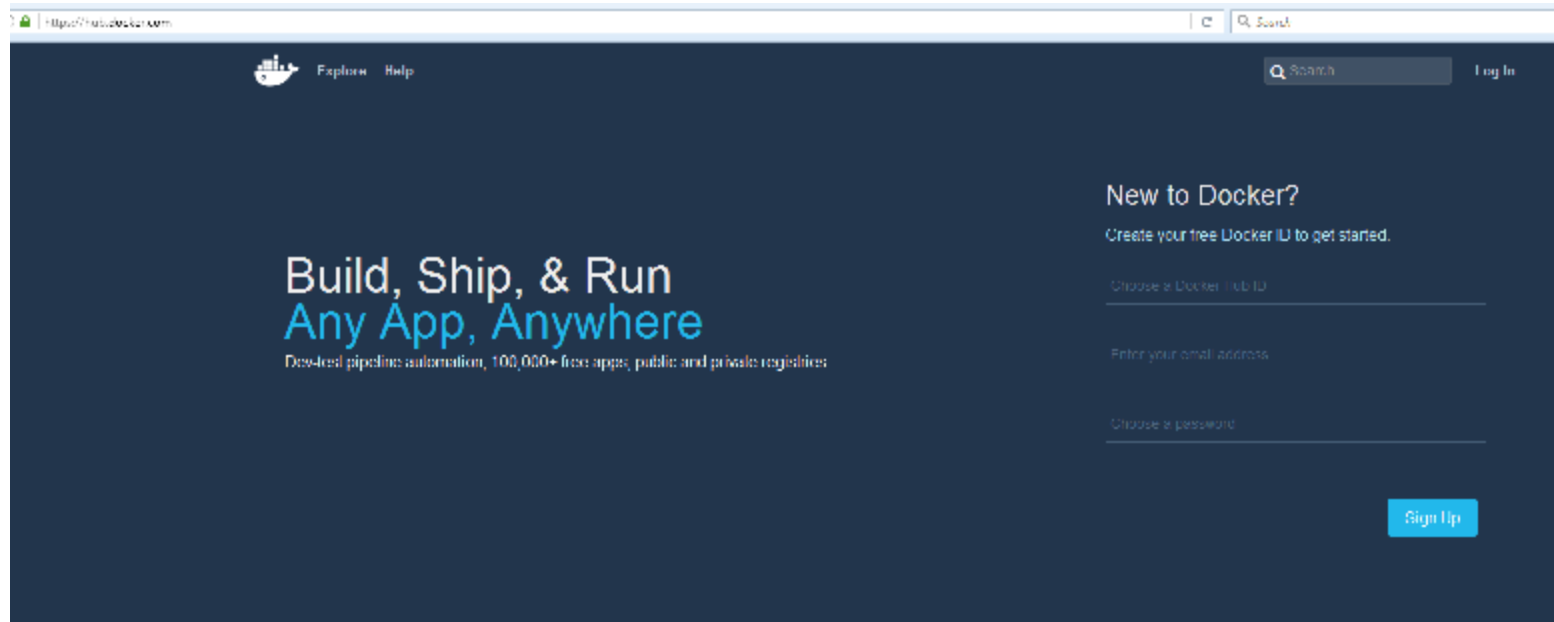 https://hub.docker.com
Search
Explore Help
Search
Log In
New to Docker?
Create your free Docker ID to get started.
Build, Ship, & Run
Any App, Anywhere
Dev-test pipeline automation, 100,000+ free apps, public and private registries
Choose a Docker Hub ID
Enter your email address
Choose a password
Sign Up